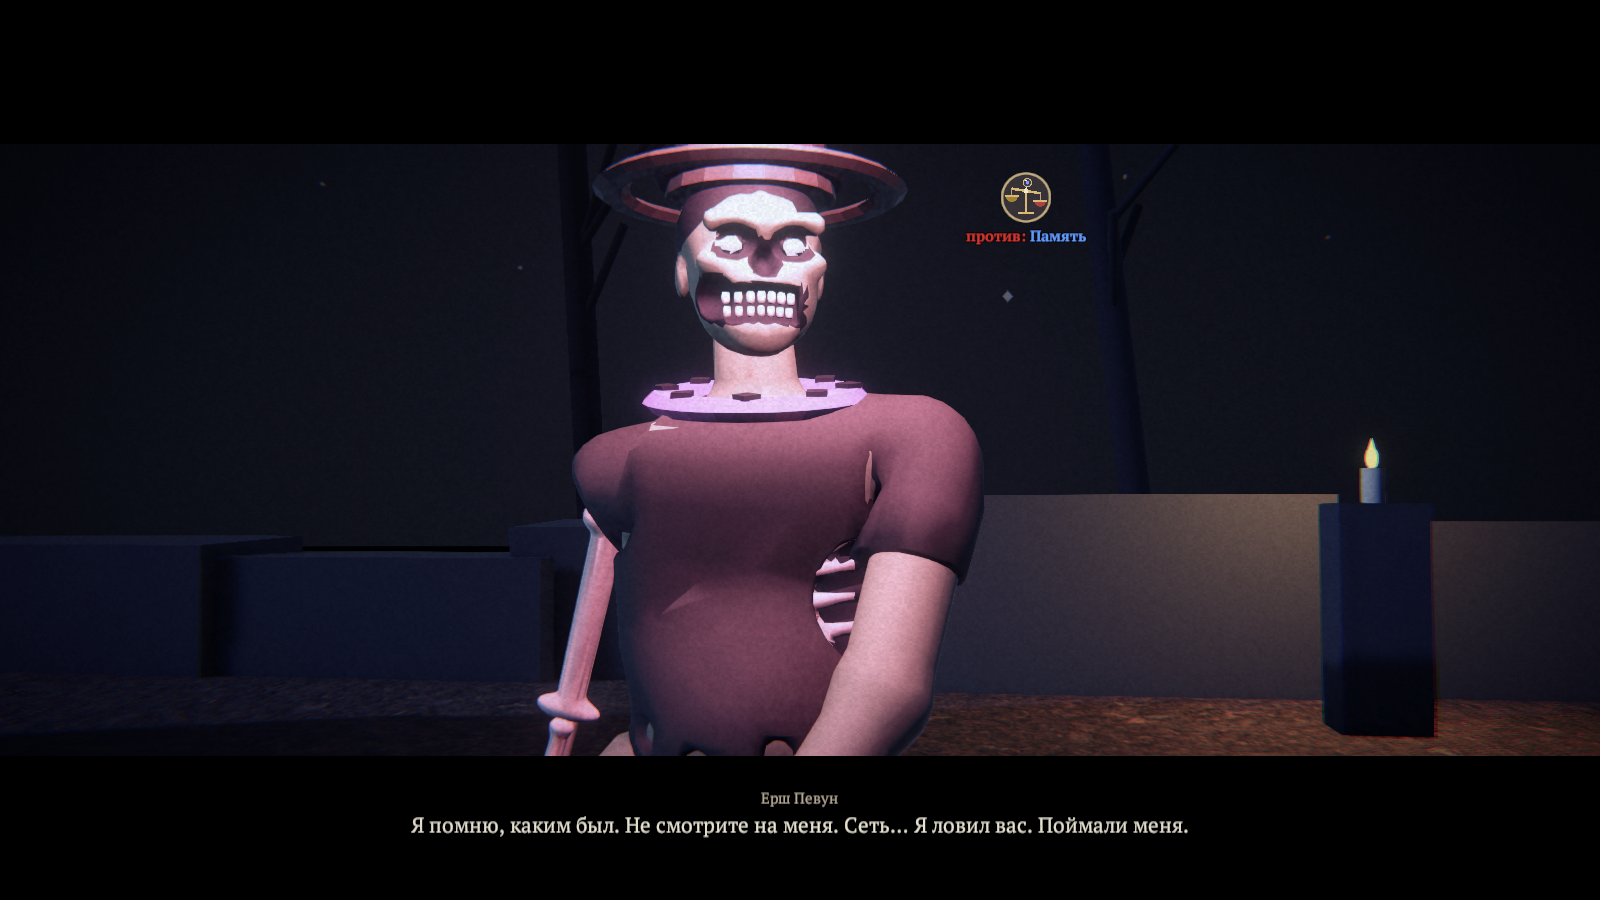 против: Память
Ерш Певун
Я помню, каким был. Не смотрите на меня. Сеть... Я ловил вас. Поймали меня.